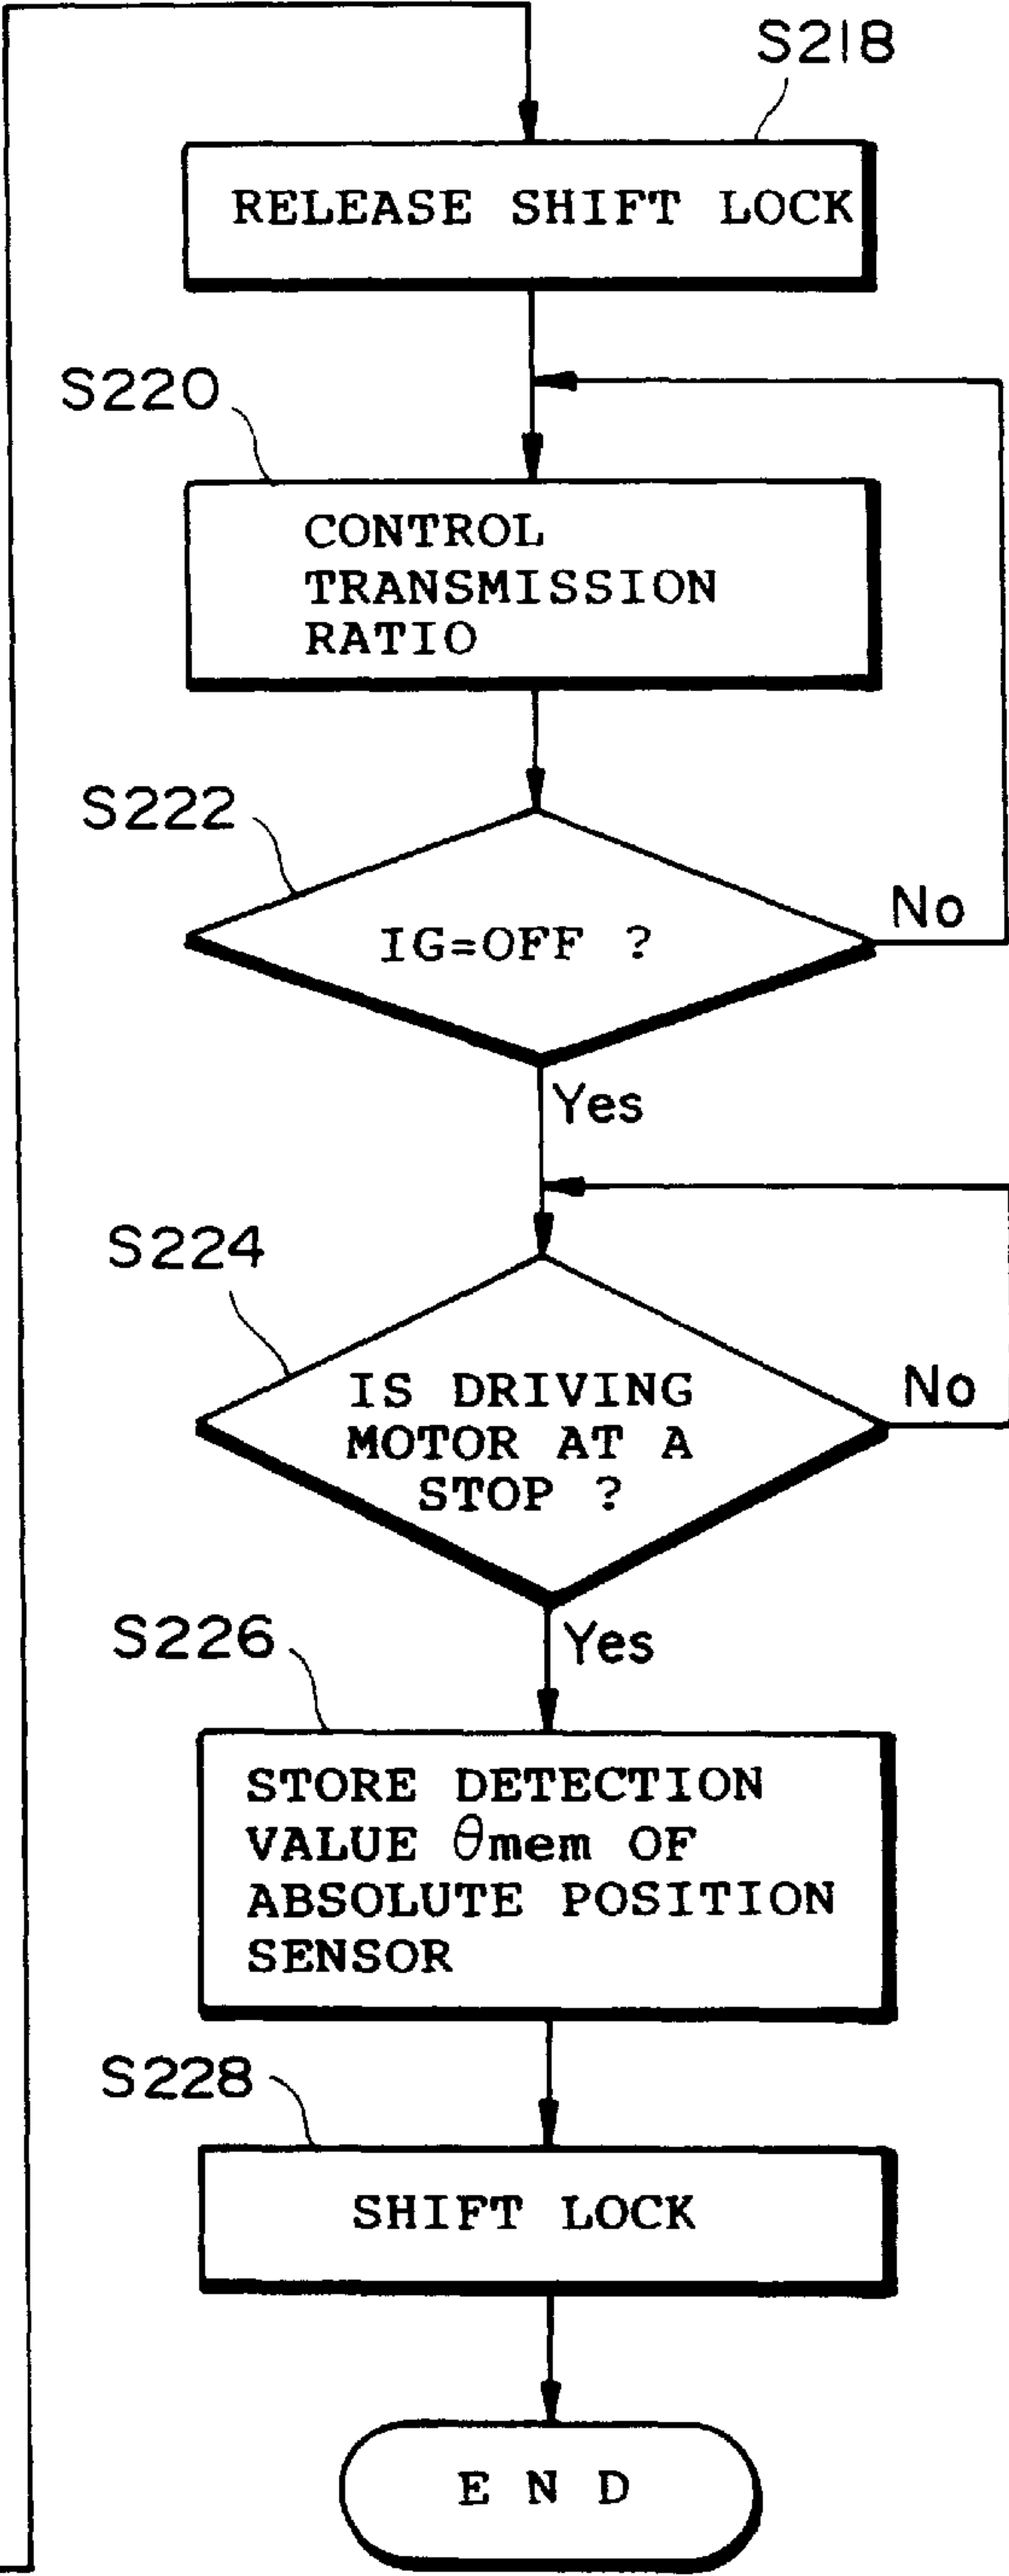 S218
RELEASE SHIFT LOCK
S220
CONTROL
TRANSMISSION
RATIO
S222
IG=OFF ?
No
Yes
S224
IS DRIVING
MOTOR AT A
STOP ?
No
Yes
S226
STORE DETECTION
VALUE θmem OF
ABSOLUTE POSITION
SENSOR
S228
SHIFT LOCK
E N D